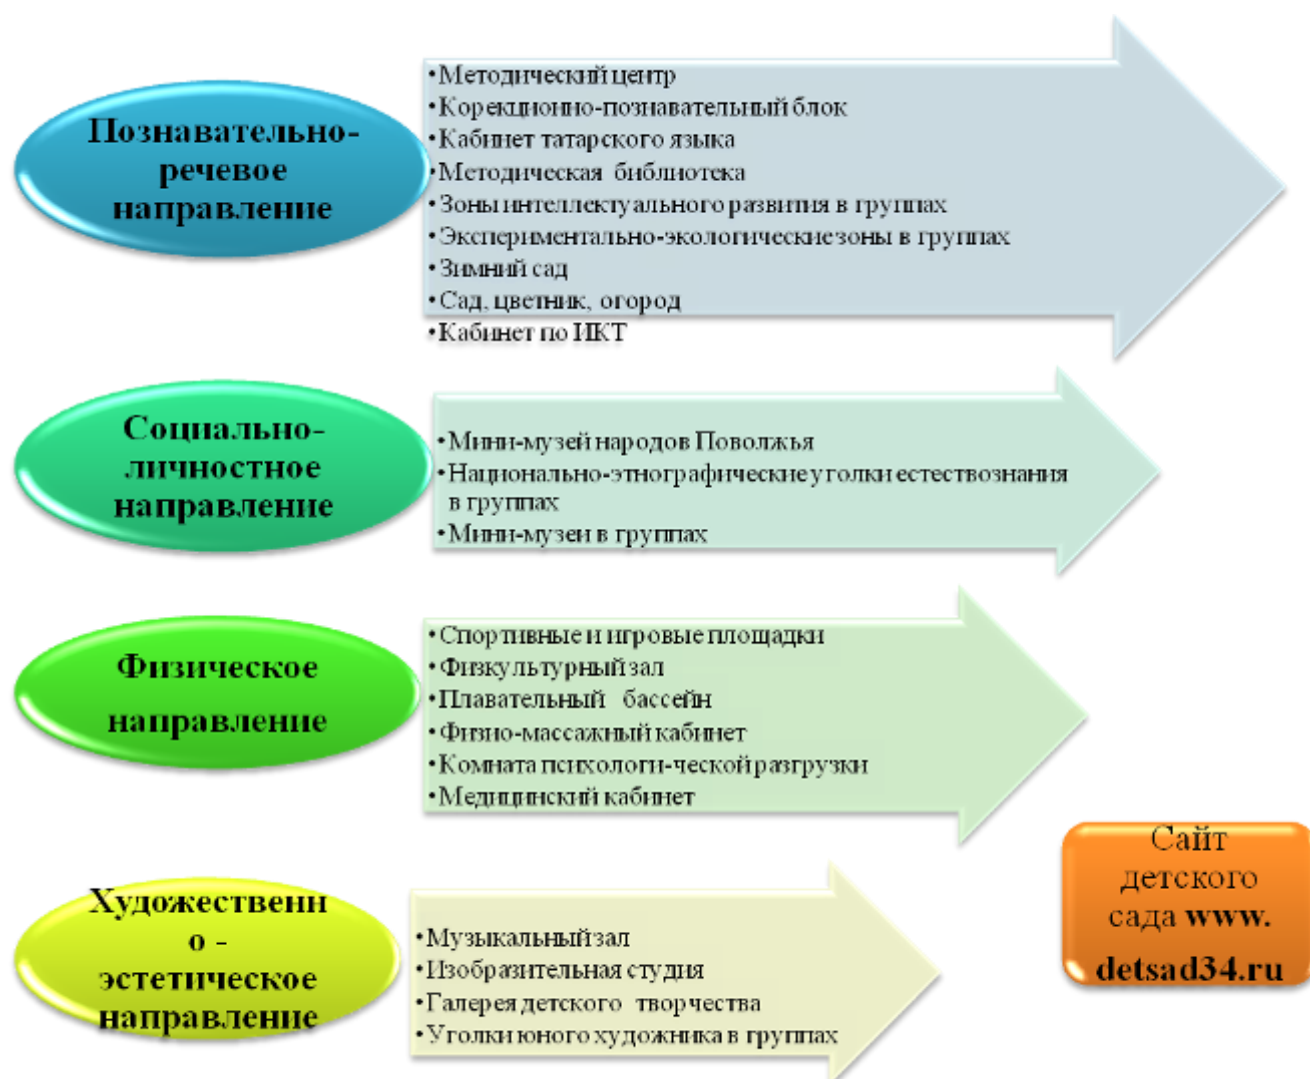 Познавательно-
речевое
направление
•Методический центр
•Корекционно-познавательный блок
•Кабинет татарского языка
•Методическая библиотека
•Зоны интеллектуального развития в группах
•Экспериментально-экологические зоны в группах
•Зимний сад
•Сад, цветник, огород
•Кабинет по ИКТ
Социально-
личностное
направление
•Мини-музей народов Поволжья
•Национально-этнографические уголки естествознания
в группах
•Мини-музеи в группах
Физическое
направление
•Спортивные и игровые площадки
•Физкультурный зал
•Плавательный бассейн
•Физио-массажный кабинет
•Комната психологи-ческой разгрузки
•Медицинский кабинет
Художественн
о -
эстетическое
направление
•Музыкальный зал
•Изобразительная студия
•Галерея детского творчества
•Уголки юного художника в группах
Сайт
детского
сада www.
detsad34.ru